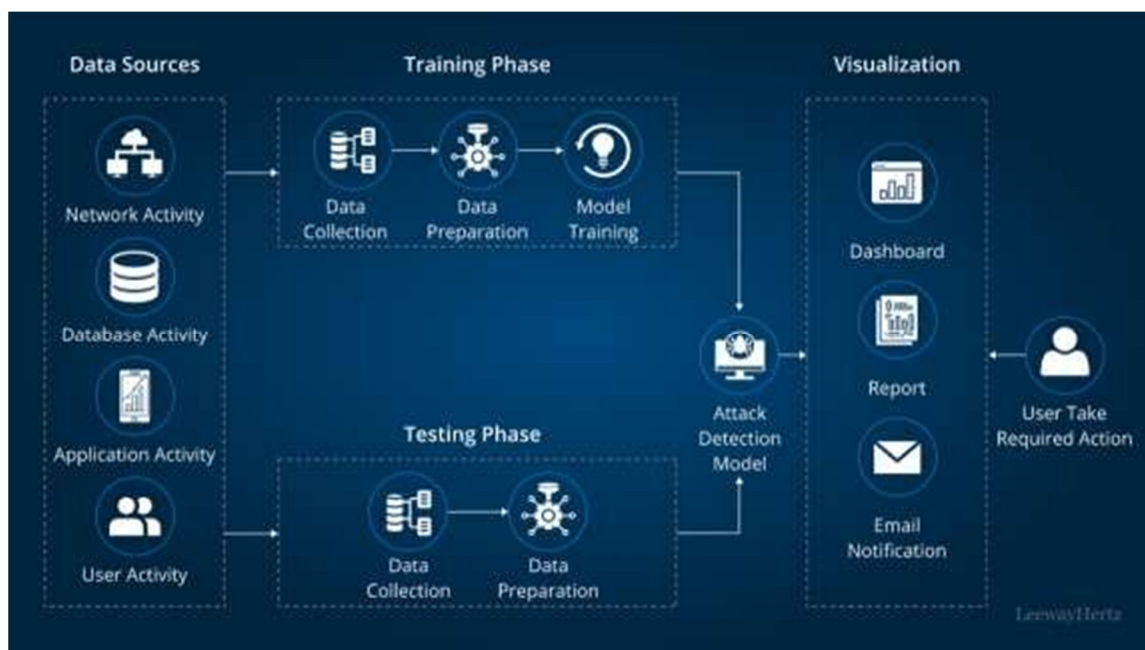 Data Sources
Training Phase
Visualization
Network Activity
Database Activity
Application Activity
User Activity
Data
Collection
Data
Preparation
Model
Training
Testing Phase
Data
Collection
Data
Preparation
Attack
Detection
Model
Dashboard
Report
Email
Notification
User Take
Required Action
LeewayHertz